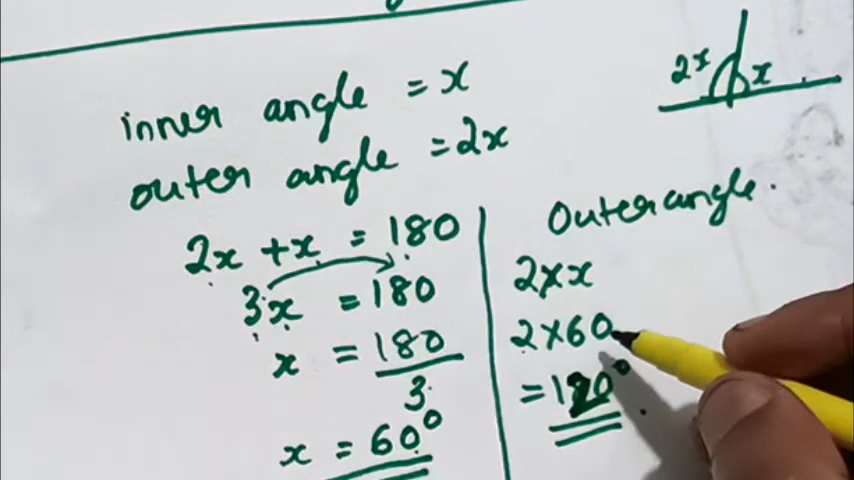 inner angle = x
outer angle = 2x
2x + x = 180
3x = 180
x = 180
3
x = 60°
2x x
Outer angle.
2 × x
2 × 60
= 120°